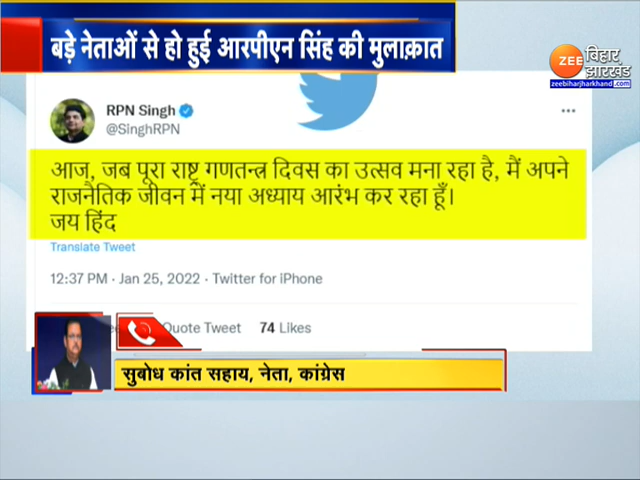 बड़े नेताओं से हो हुई आरपीएन सिंह की मुलाक़ात
ZEE बिहार झारखंड
zeebiharjharkhand.com
RPN Singh
@SinghRPN
आज, जब पूरा राष्ट्र गणतन्त्र दिवस का उत्सव मना रहा है, मैं अपने
राजनैतिक जीवन में नया अध्याय आरंभ कर रहा हूँ।
जय हिंद
Translate Tweet
12:37 PM · Jan 25, 2022 · Twitter for iPhone
Quote Tweet 74 Likes
सुबोध कांत सहाय, नेता, कांग्रेस